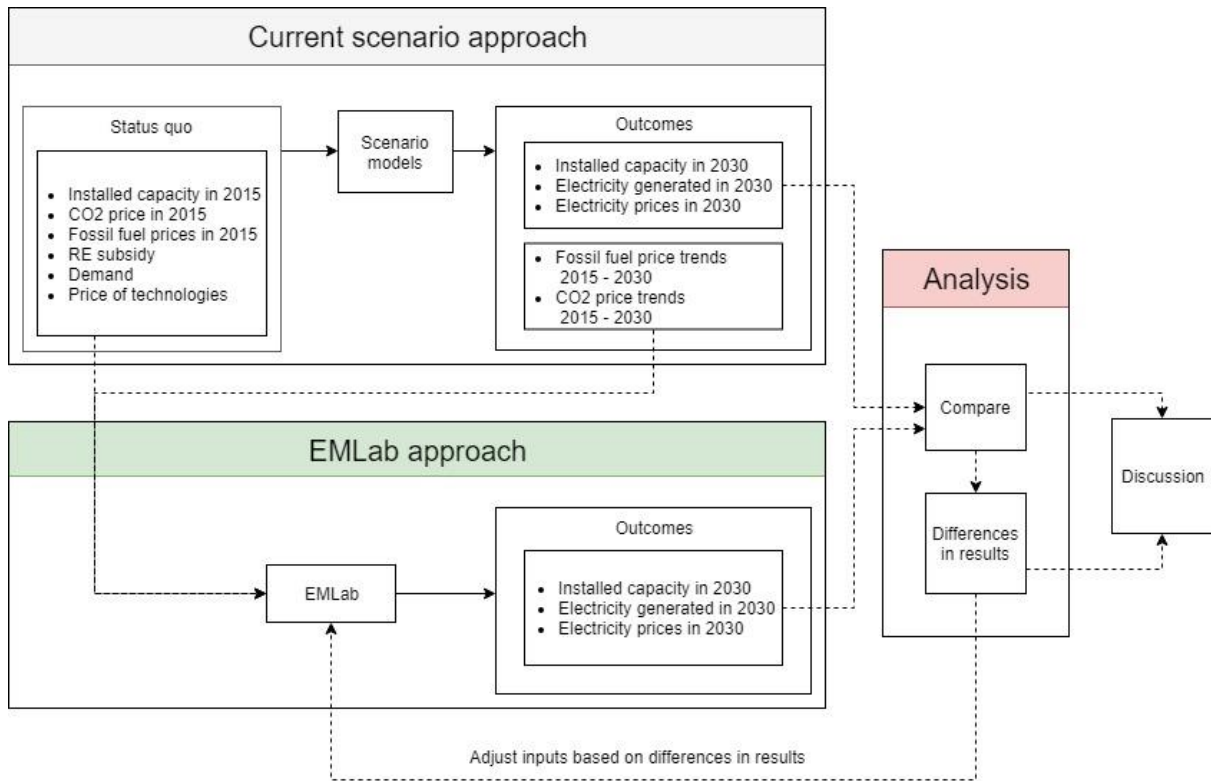 Current scenario approach
Status quo
• Installed capacity in 2015
• CO2 price in 2015
• Fossil fuel prices in 2015
• RE subsidy
• Demand
• Price of technologies
Scenario
models
Outcomes
• Installed capacity in 2030
• Electricity generated in 2030
• Electricity prices in 2030
• Fossil fuel price trends
2015 - 2030
• CO2 price trends
2015 - 2030
EMLab approach
EMLab
Outcomes
• Installed capacity in 2030
• Electricity generated in 2030
• Electricity prices in 2030
Analysis
Compare
Differences
in results
Discussion
Adjust inputs based on differences in results